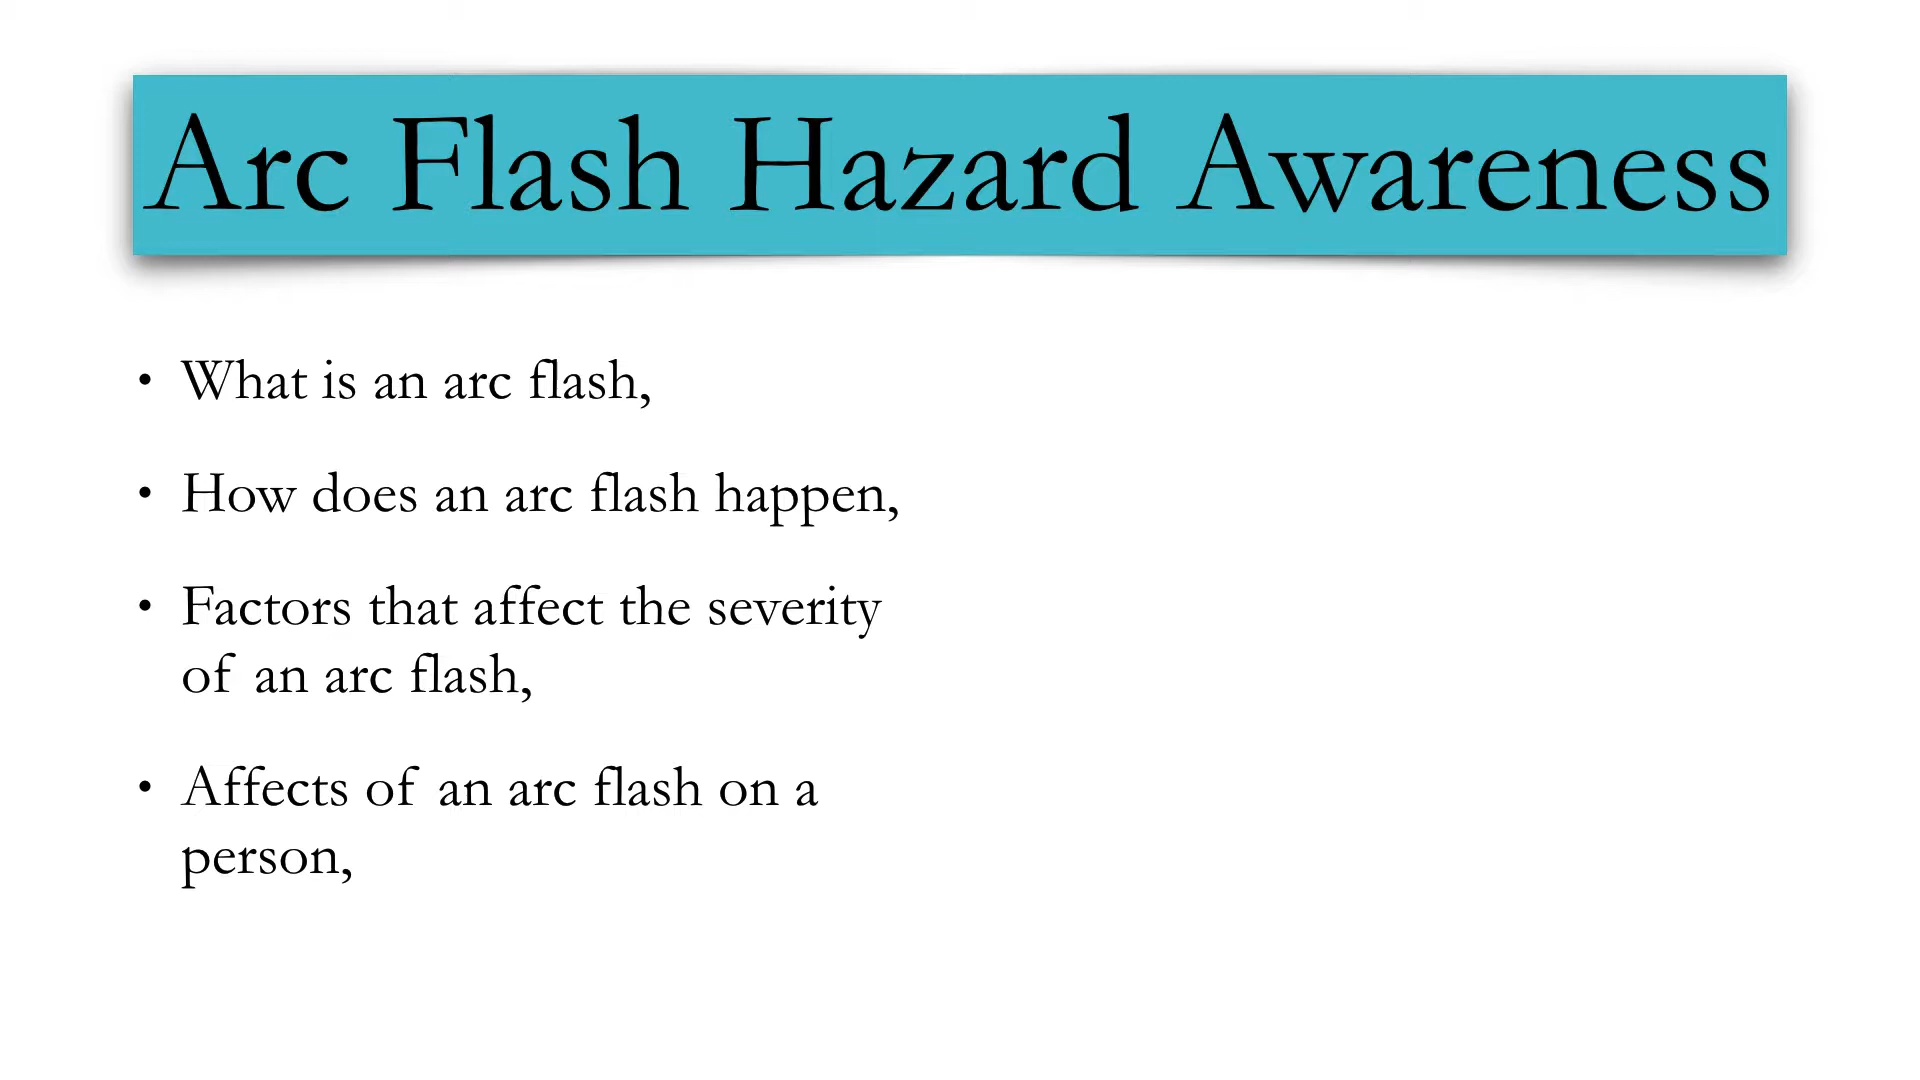 Arc Flash Hazard Awareness
• What is an arc flash,
• How does an arc flash happen,
• Factors that affect the severity
of an arc flash,
• Affects of an arc flash on a
person,